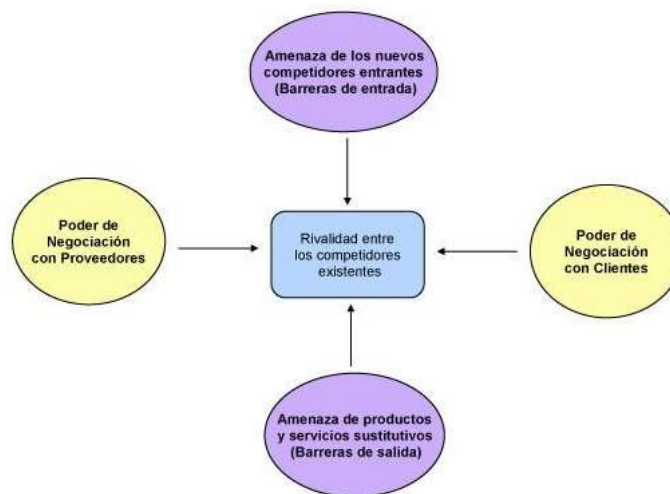 Amenaza de los nuevos
competidores entrantes
(Barreras de entrada)
Poder de
Negociación
con Proveedores
Rivalidad entre
los competidores
existentes
Poder de
Negociación
con Clientes
Amenaza de productos
y servicios sustitutivos
(Barreras de salida)